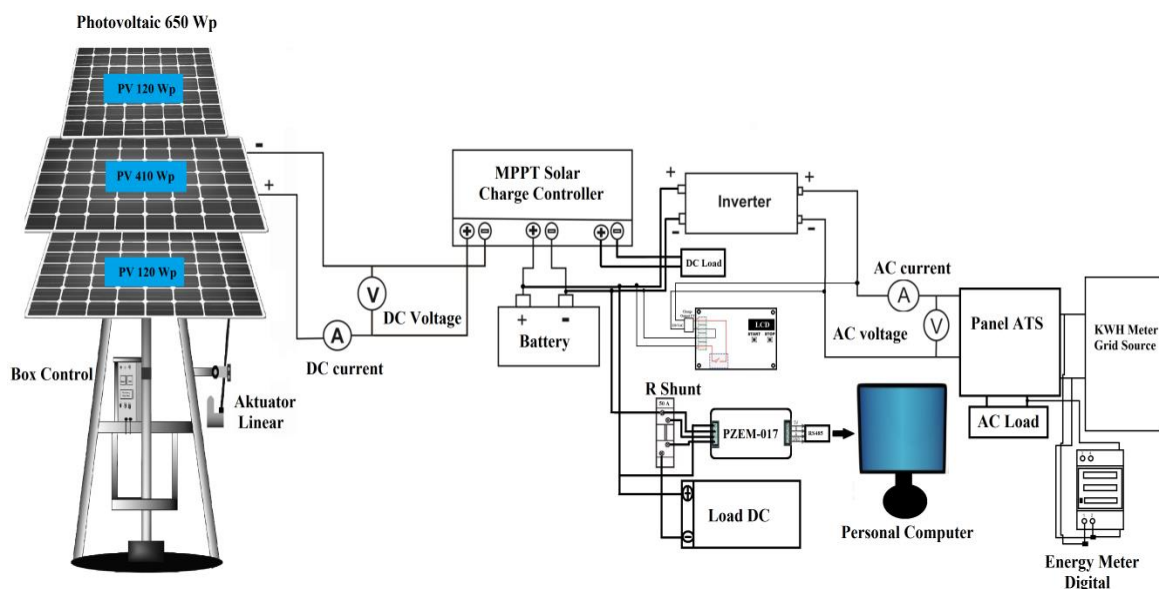 Photovoltaic 650 Wp
PV 120 Wp
PV 410 Wp
PV 120 Wp
-
+
Box Control
Aktuator
Linear
V
DC Voltage
A
DC current
MPPT Solar
Charge Controller
+ - + - + -
DC Load
+ -
Battery
+
-
Inverter
+
-
LCD
START STOP
AC current
A
V
AC voltage
Panel ATS
KWH Meter
Grid Source
AC Load
R Shunt
50 A
PZEM-017
RS485
+
Load DC
-
Personal Computer
Energy Meter
Digital